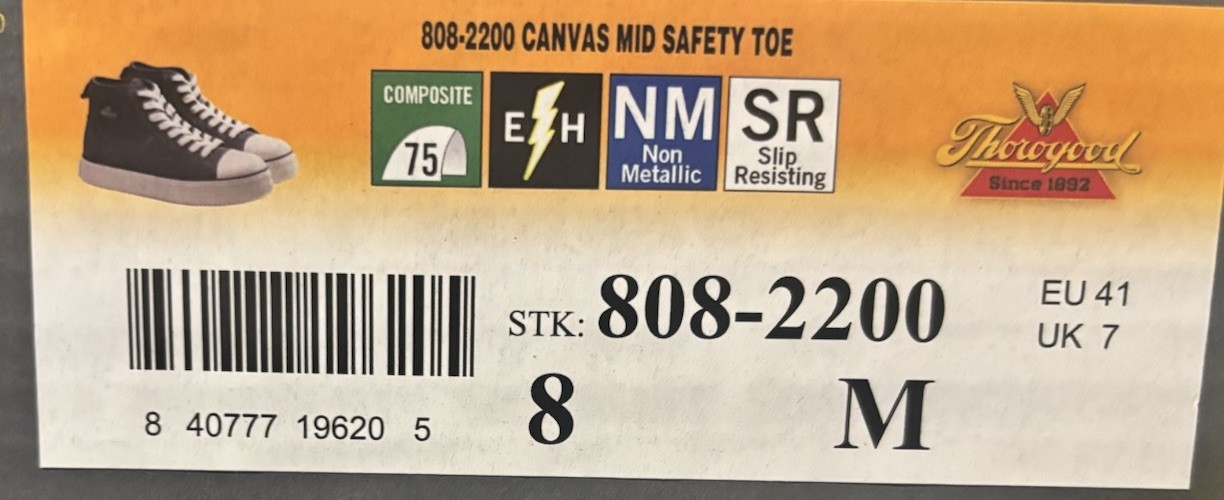 808-2200 CANVAS MID SAFETY TOE
COMPOSITE
75
EH
NM
Non
Metallic
SR
Slip
Resisting
Thorogood
Since 1892
STK: 808-2200
EU 41
UK 7
8 M
8 40777 19620 5